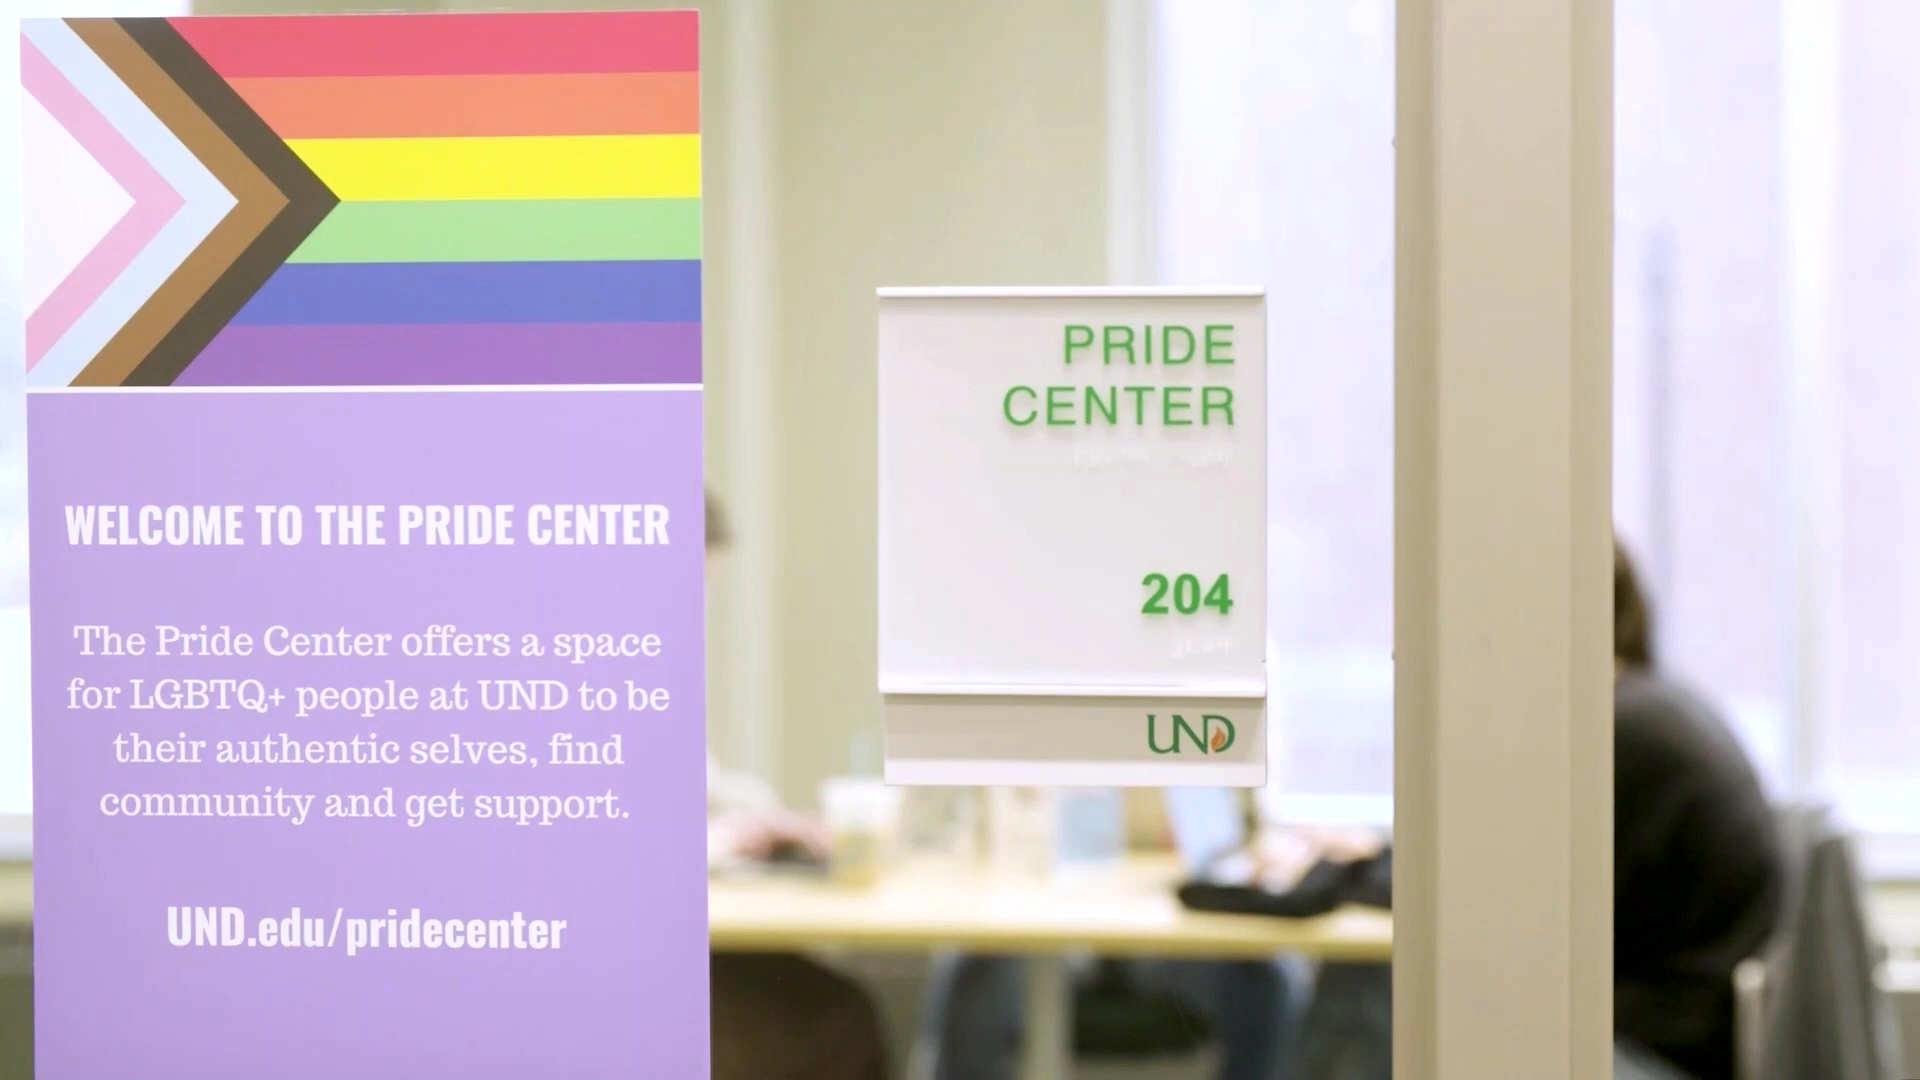 WELCOME TO THE PRIDE CENTER
The Pride Center offers a space
for LGBTQ+ people at UND to be
their authentic selves, find
community and get support.
UND.edu/pridecenter
PRIDE
CENTER
204
UND